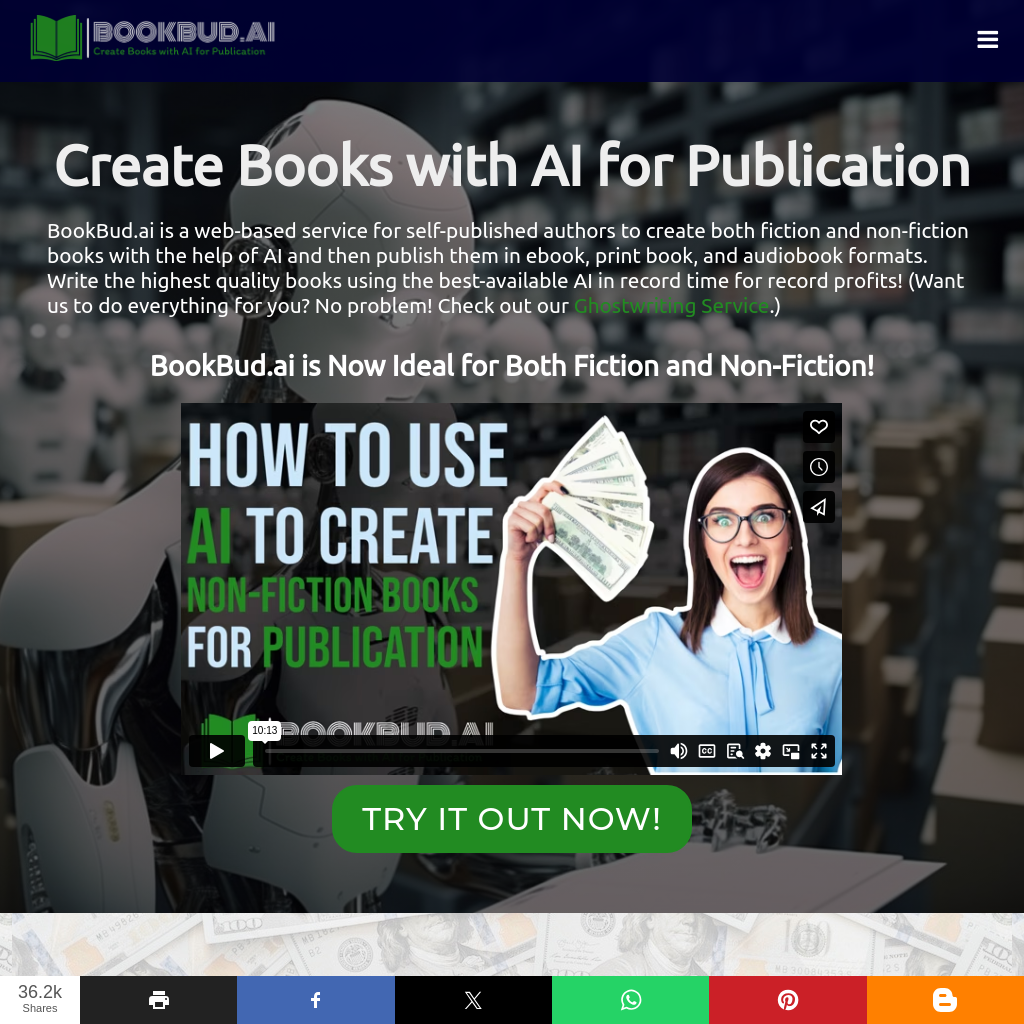 BOOKBUD.AI
Create Books with AI for Publication
Create Books with AI for Publication
BookBud.ai is a web-based service for self-published authors to create both fiction and non-fiction
books with the help of AI and then publish them in ebook, print book, and audiobook formats.
Write the highest quality books using the best-available AI in record time for record profits! (Want
us to do everything for you? No problem! Check out our Ghostwriting Service.)
BookBud.ai is Now Ideal for Both Fiction and Non-Fiction!
HOW TO USE
AI TO CREATE
NON-FICTION BOOKS
FOR PUBLICATION
BOOKBUD.AI
10:13
CC
TRY IT OUT NOW!
36.2k
Shares